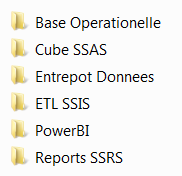 Base Operationelle
Cube SSAS
Entrepot Donnees
ETL SSIS
PowerBI
Reports SSRS